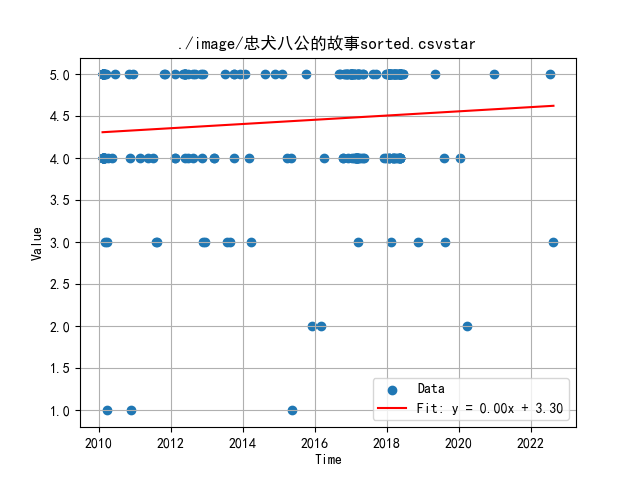 ./image/忠犬八公的故事sorted.csvstar
Value
5.0
4.5
4.0
3.5
3.0
2.5
2.0
1.5
1.0
Data
Fit: y = 0.00x + 3.30
2010 2012 2014 2016 2018 2020 2022
Time